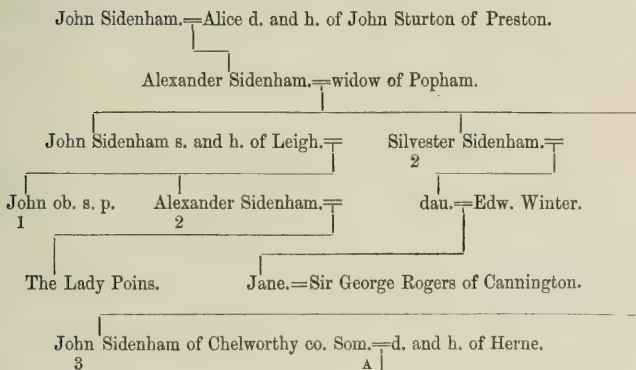 John Sidenham.=Alice d. and h. of John Sturton of Preston.
Alexander Sidenham.=widow of Popham.
John Sidenham s. and h. of Leigh.= Silvester Sidenham.=
2
John ob. s. p. Alexander Sidenham.= dau.=Edw. Winter.
1 2
The Lady Poins. Jane.=Sir George Rogers of Cannington.
John Sidenham of Chelworthy co. Som.=d. and h. of Herne.
3 A